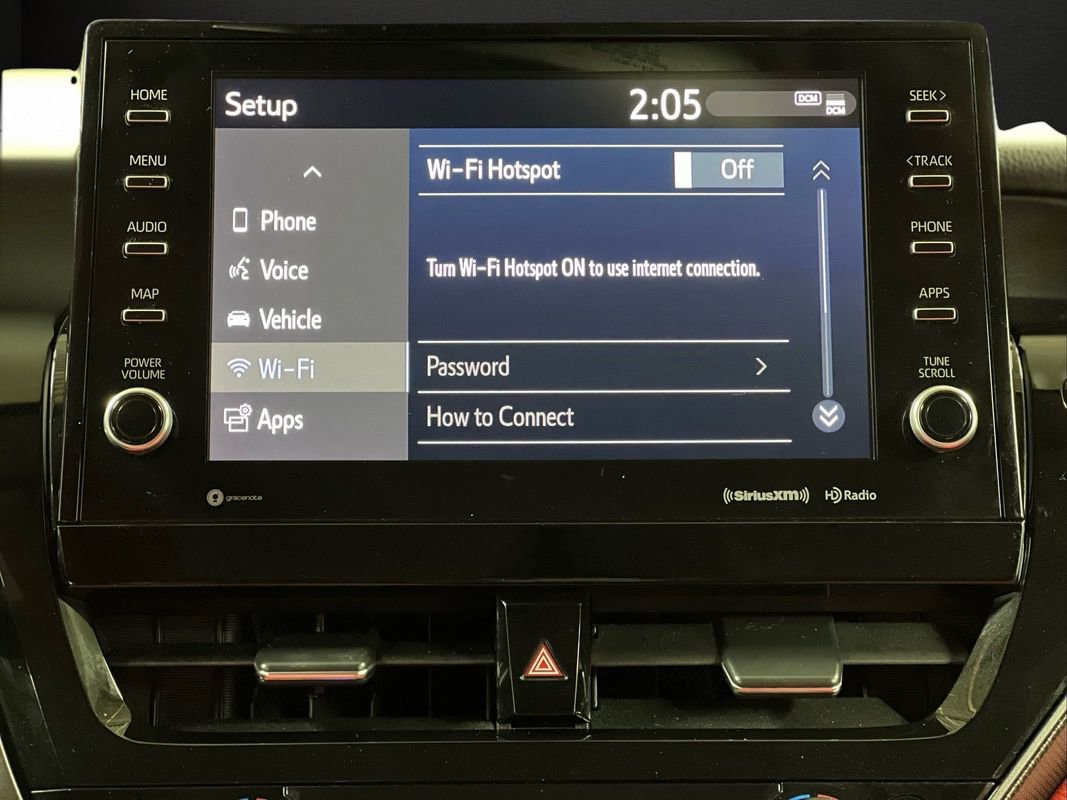 HOME
MENU
AUDIO
MAP
POWER
VOLUME
Setup
2:05
DCM
DCM
Phone
Voice
Vehicle
Wi-Fi
Apps
Wi-Fi Hotspot
Off
Turn Wi-Fi Hotspot ON to use internet connection.
Password
How to Connect
SEEK>
<TRACK
PHONE
APPS
TUNE
SCROLL
gracenote
SiriusXM
HD Radio